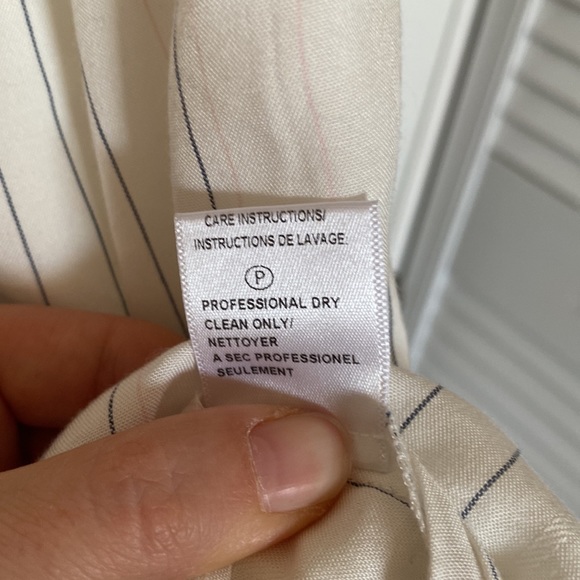 CARE INSTRUCTIONS/
INSTRUCTIONS DE LAVAGE:
P
PROFESSIONAL DRY
CLEAN ONLY/
NETTOYER
A SEC PROFESSIONEL
SEULEMENT